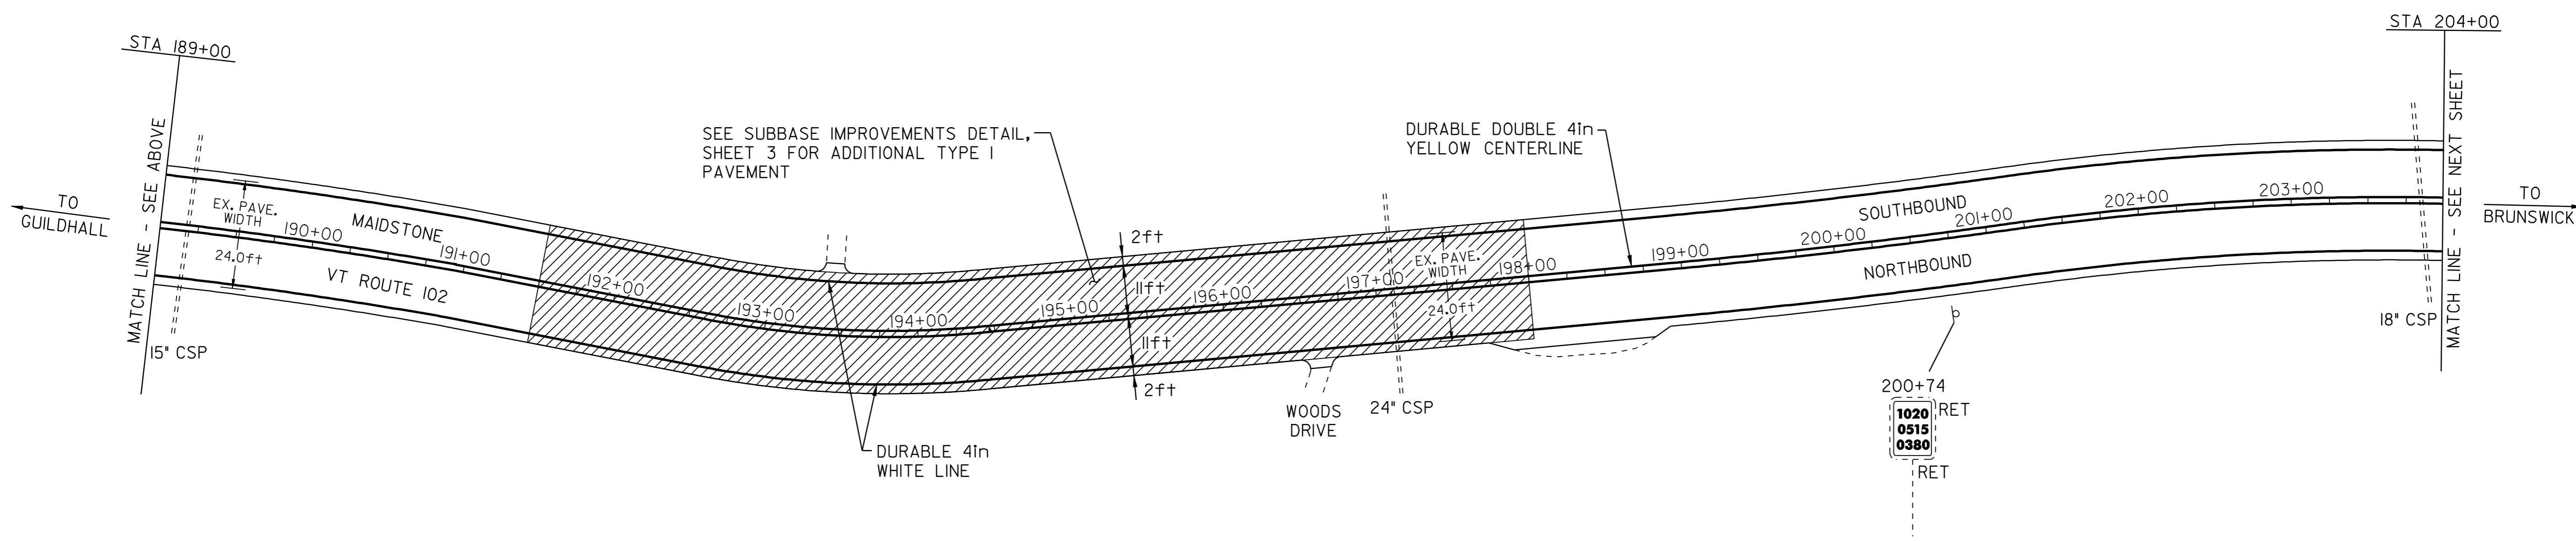 STA 189+00
STA 204+00
MATCH LINE - SEE ABOVE
TO
GUILDHALL
EX. PAVE.
WIDTH
24.0ft
15" CSP
MAIDSTONE
VT ROUTE 102
190+00
191+00
192+00
193+00
194+00
195+00
196+00
197+00
198+00
199+00
200+00
201+00
202+00
203+00
SEE SUBBASE IMPROVEMENTS DETAIL,
SHEET 3 FOR ADDITIONAL TYPE I
PAVEMENT
2ft
11ft
11ft
2ft
DURABLE 4in
WHITE LINE
DURABLE DOUBLE 4in
YELLOW CENTERLINE
EX. PAVE.
WIDTH
24.0ft
WOODS
DRIVE
24" CSP
SOUTHBOUND
NORTHBOUND
200+74
1020
0515
0380
RET
RET
18" CSP
MATCH LINE - SEE NEXT SHEET
TO
BRUNSWICK